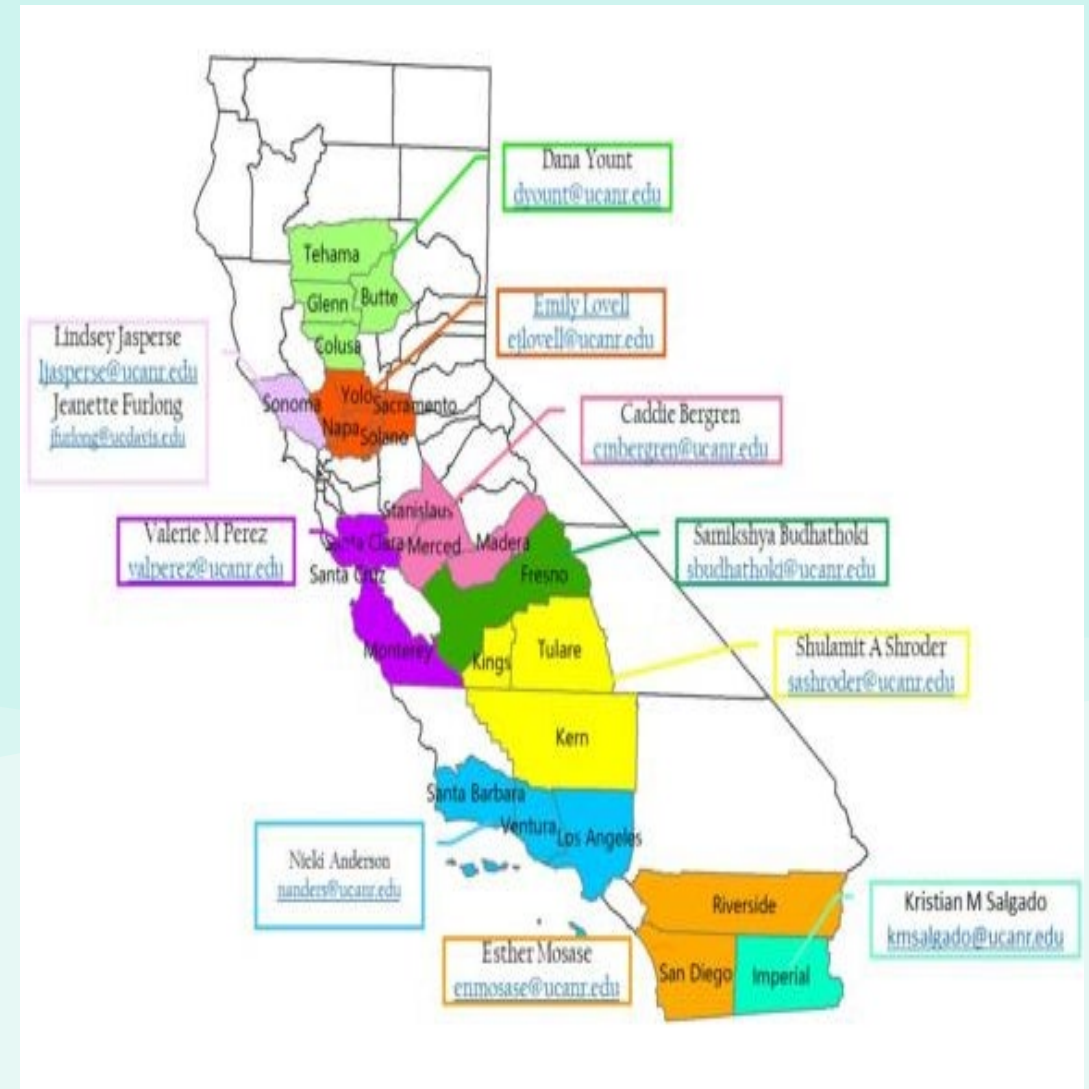 Dana Yount
dyount@ucanr.edu
Tehama
Glenn
Butte
Colusa
Emily Lovell
ejlovell@ucanr.edu
Lindsey Jasperse
ljasperse@ucanr.edu
Jeanette Furlong
jfurlong@ucdavis.edu
Sonoma
Yolo
Sacramento
Napa
Solano
Caddie Bergren
cmbergren@ucanr.edu
Stanislaus
Merced
Madera
Valerie M Perez
valperez@ucanr.edu
Santa Clara
Santa Cruz
Monterey
Samikshya Budhathoki
sbudhathoki@ucanr.edu
Fresno
Kings
Tulare
Shulamit A Shroder
sashroder@ucanr.edu
Kern
Santa Barbara
Ventura
Los Angeles
Nicki Anderson
nanders@ucanr.edu
Riverside
Kristian M Salgado
kmsalgado@ucanr.edu
Esther Mosase
enmosase@ucanr.edu
San Diego
Imperial